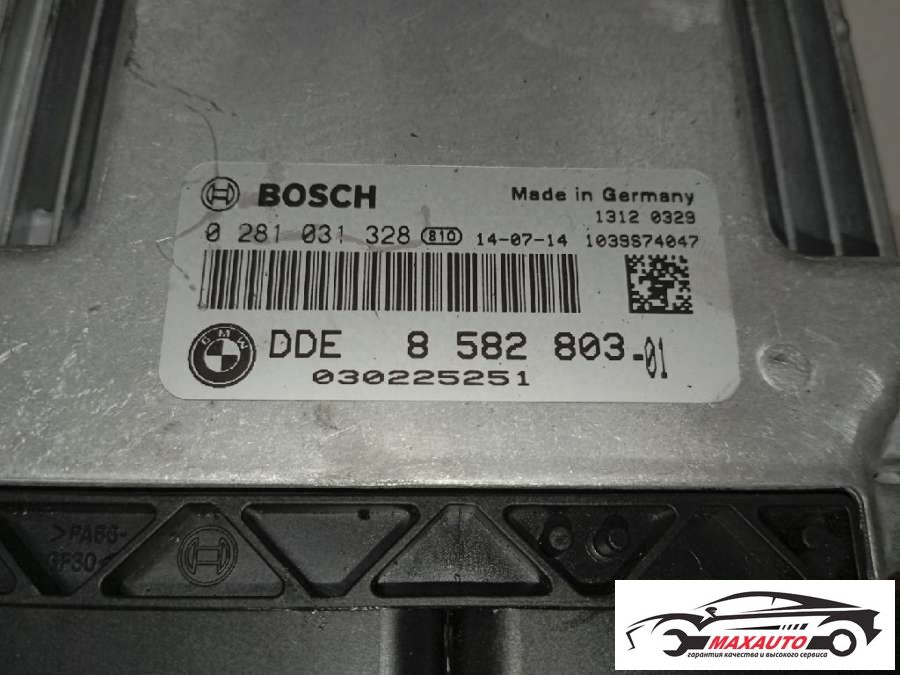 BOSCH Made in Germany
1312 0329
0 281 031 328 810 14-07-14 1039S74047
BMW DDE 8 582 803-01
030225251
>PA66-
GF30<
MAXAUTO
гарантия качества и высокого сервиса